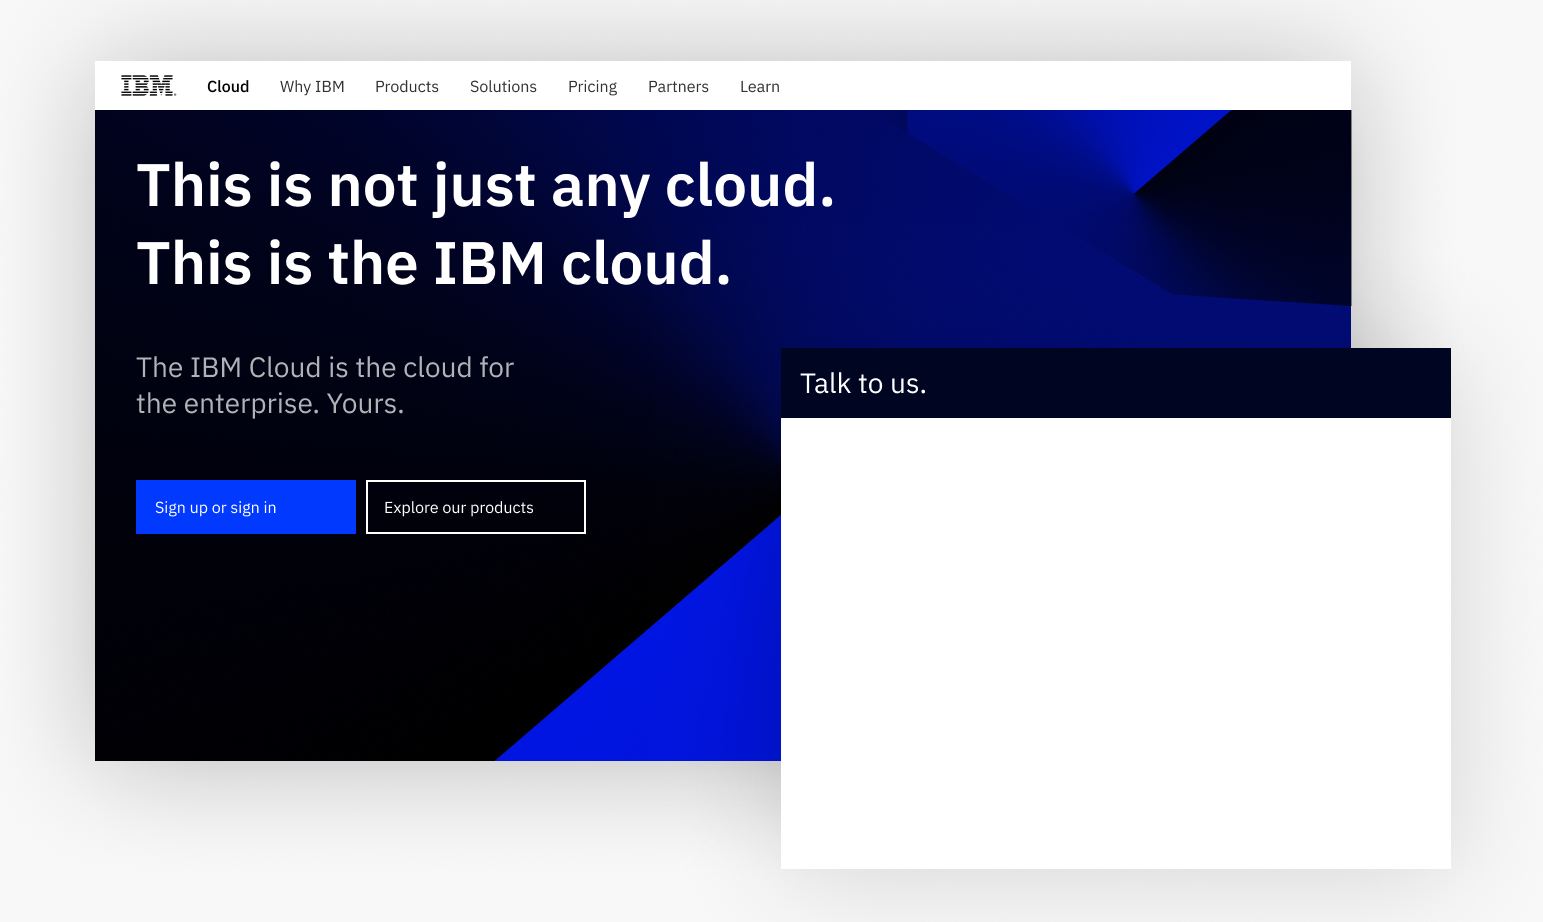 IBM
Cloud
Why IBM
Products
Solutions
Pricing
Partners
Learn
This is not just any cloud.
This is the IBM cloud.
The IBM Cloud is the cloud for
the enterprise. Yours.
Sign up or sign in
Explore our products
Talk to us.